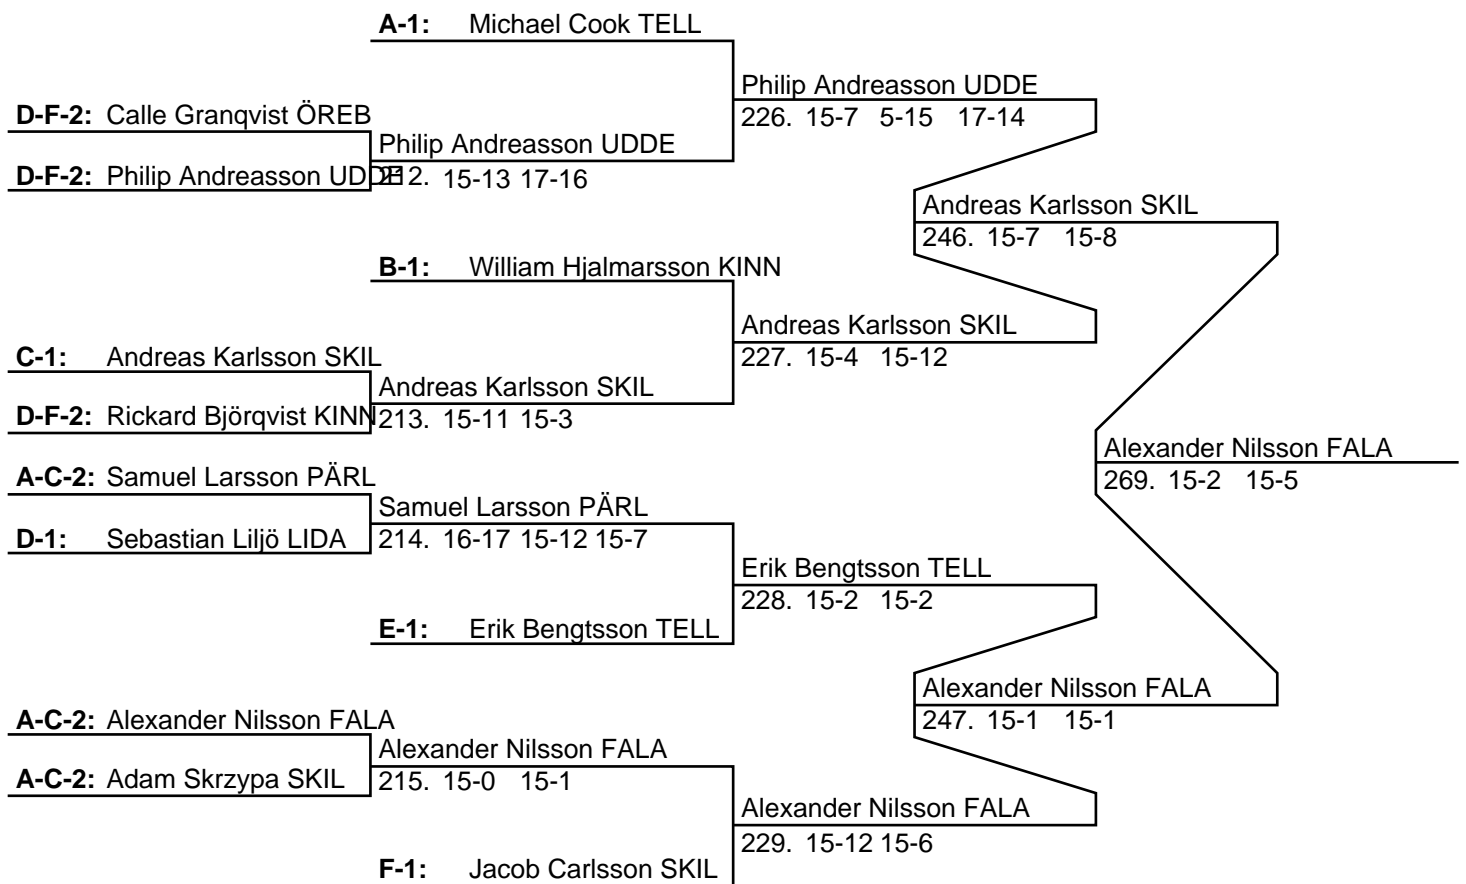 A-1: Michael Cook TELL
Philip Andreasson UDDE
D-F-2: Calle Granqvist ÖREB
226. 15-7 5-15 17-14
Philip Andreasson UDDE
D-F-2: Philip Andreasson UDDE
212. 15-13 17-16
Andreas Karlsson SKIL
246. 15-7 15-8
B-1: William Hjalmarsson KINN
Andreas Karlsson SKIL
C-1: Andreas Karlsson SKIL
227. 15-4 15-12
Andreas Karlsson SKIL
D-F-2: Rickard Björqvist KINN
213. 15-11 15-3
Alexander Nilsson FALA
269. 15-2 15-5
A-C-2: Samuel Larsson PÄRL
Samuel Larsson PÄRL
D-1: Sebastian Liljö LIDA
214. 16-17 15-12 15-7
Erik Bengtsson TELL
228. 15-2 15-2
E-1: Erik Bengtsson TELL
Alexander Nilsson FALA
247. 15-1 15-1
A-C-2: Alexander Nilsson FALA
Alexander Nilsson FALA
A-C-2: Adam Skrzypa SKIL
215. 15-0 15-1
Alexander Nilsson FALA
229. 15-12 15-6
F-1: Jacob Carlsson SKIL